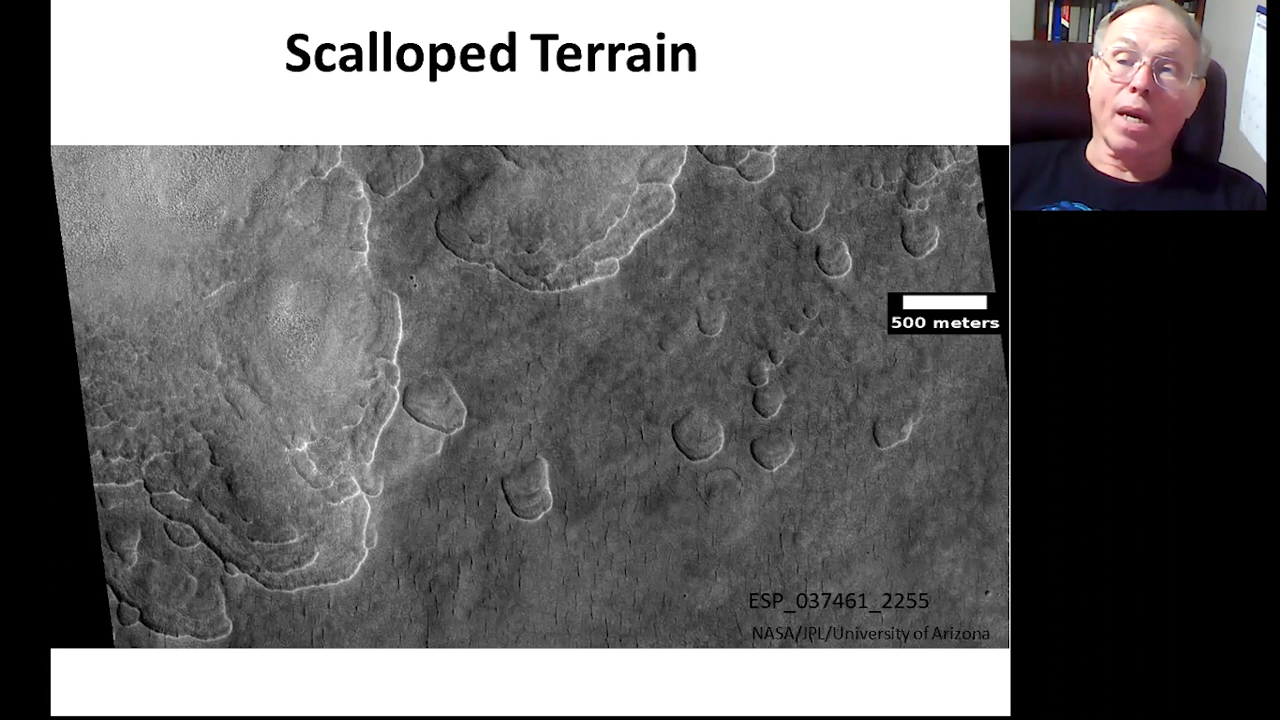 Scalloped Terrain
500 meters
ESP_037461_2255
NASA/JPL/University of Arizona